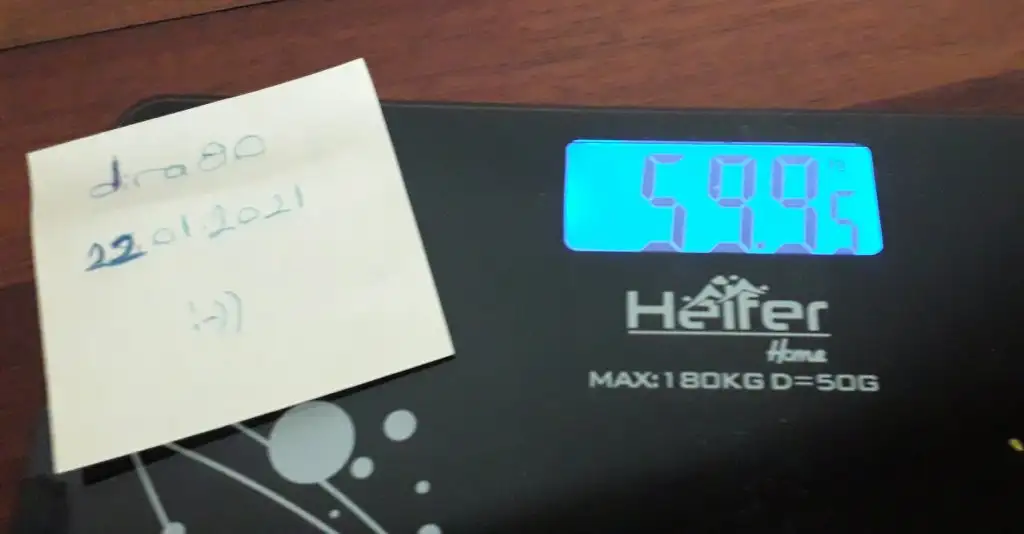 dira80
22.01.2021
:-))
59.95
Heifer
Home
MAX:180KG D=50G